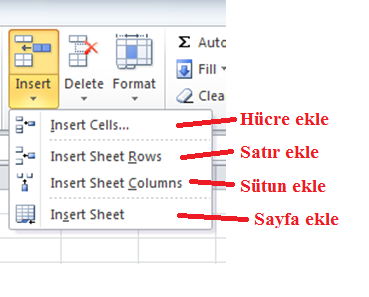 Σ Auto
Fill
Clea
Insert Delete Format
Insert Cells... Hücre ekle
Insert Sheet Rows Satır ekle
Insert Sheet Columns Sütun ekle
Insert Sheet Sayfa ekle